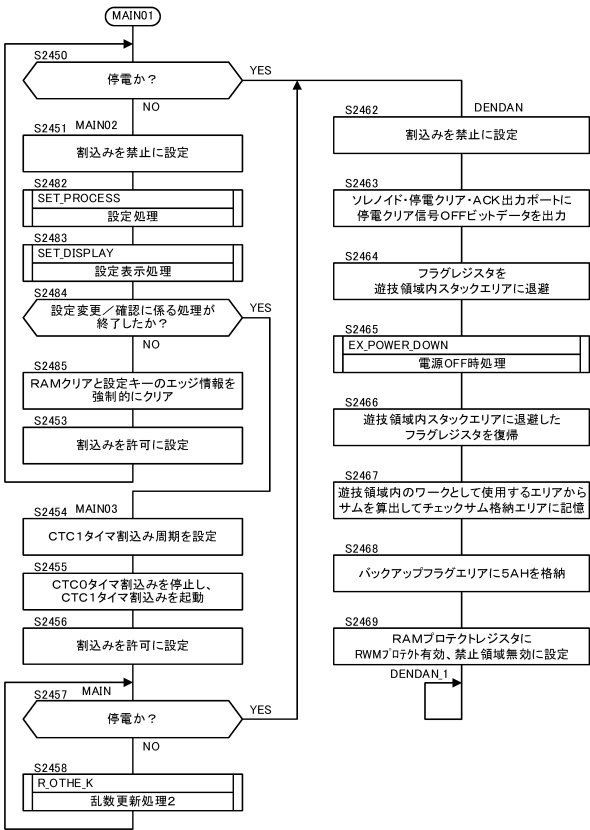 MAIN01
S2450
停電か？
YES
NO
S2451 MAIN02
割込みを禁止に設定
S2482
SET_PROCESS
設定処理
S2483
SET_DISPLAY
設定表示処理
S2484
設定変更／確認に係る処理が
終了したか？
YES
NO
S2485
RAMクリアと設定キーのエッジ情報を
強制的にクリア
S2453
割込みを許可に設定
S2454 MAIN03
CTC1タイマ割込み周期を設定
S2455
CTC0タイマ割込みを停止し、
CTC1タイマ割込みを起動
S2456
割込みを許可に設定
S2457 MAIN
停電か？
YES
NO
S2458
R_OTHE_K
乱数更新処理2
S2462 DENDAN
割込みを禁止に設定
S2463
ソレノイド・停電クリア・ACK出力ポートに
停電クリア信号OFFビットデータを出力
S2464
フラグレジスタを
遊技領域内スタックエリアに退避
S2465
EX_POWER_DOWN
電源OFF時処理
S2466
遊技領域内スタックエリアに退避した
フラグレジスタを復帰
S2467
遊技領域内のワークとして使用するエリアから
サムを算出してチェックサム格納エリアに記憶
S2468
バックアップフラグエリアに5AHを格納
S2469
RAMプロテクトレジスタに
RWMプロテクト有効、禁止領域無効に設定
DENDAN_1